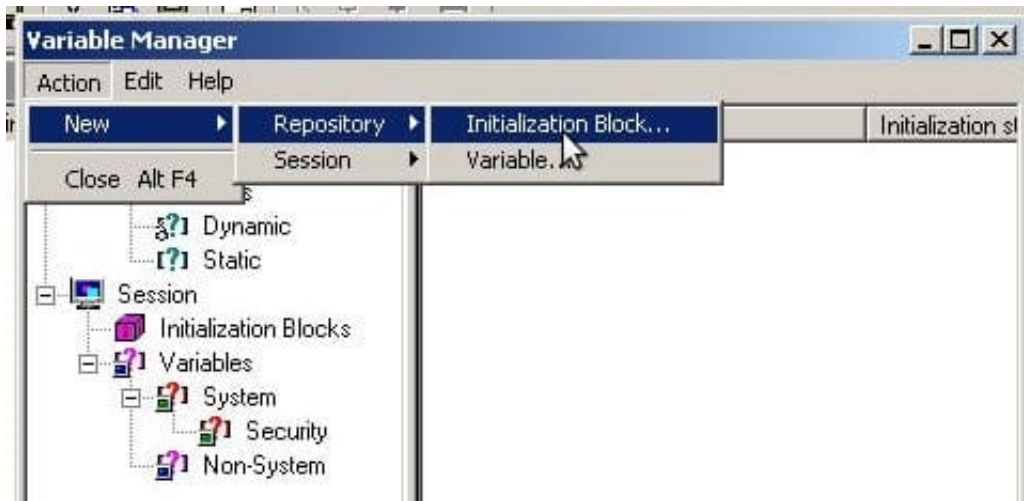 Variable Manager
Action Edit Help
New Repository Initialization Block... Initialization
Session Variable...
Close Alt F4
Dynamic
Static
Session
Initialization Blocks
Variables
System
Security
Non-System